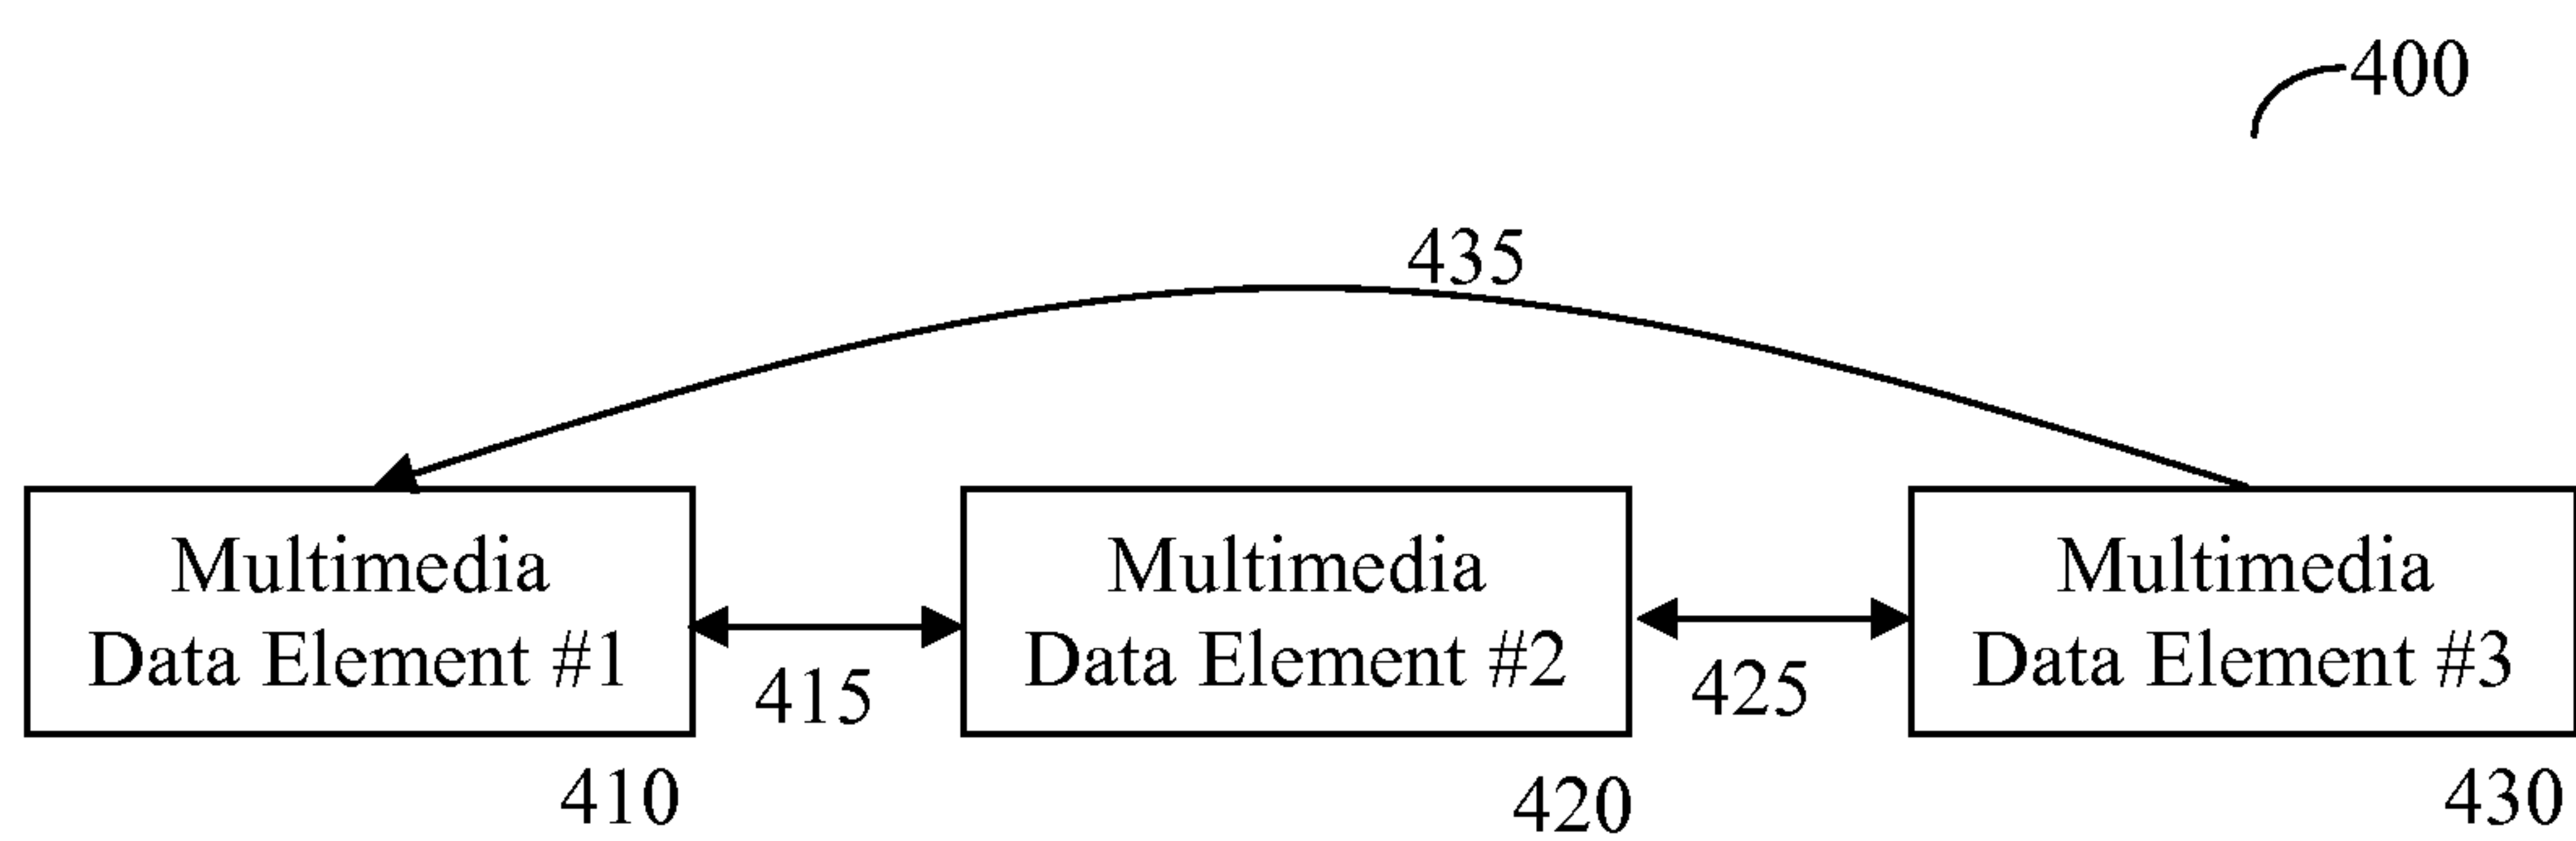 400
435
Multimedia
Data Element #1
415
Multimedia
Data Element #2
425
Multimedia
Data Element #3
410
420
430